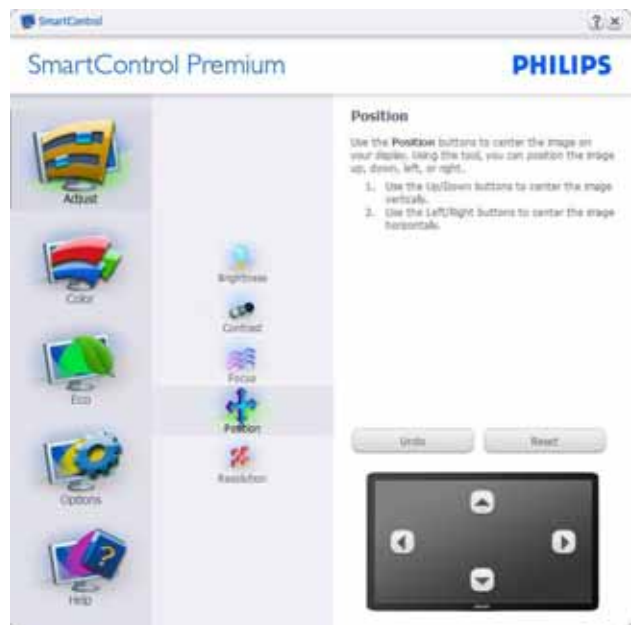 SmartControl
? ×
SmartControl Premium
PHILIPS
Adjust
Color
Eco
Options
Help
Brightness
Contrast
Focus
Position
Resolution
Position
Use the Position buttons to center the image on
your display. Using the tool, you can position the image
up, down, left, or right.
1. Use the Up/Down buttons to center the image
vertically.
2. Use the Left/Right buttons to center the image
horizontally.
Undo
Reset